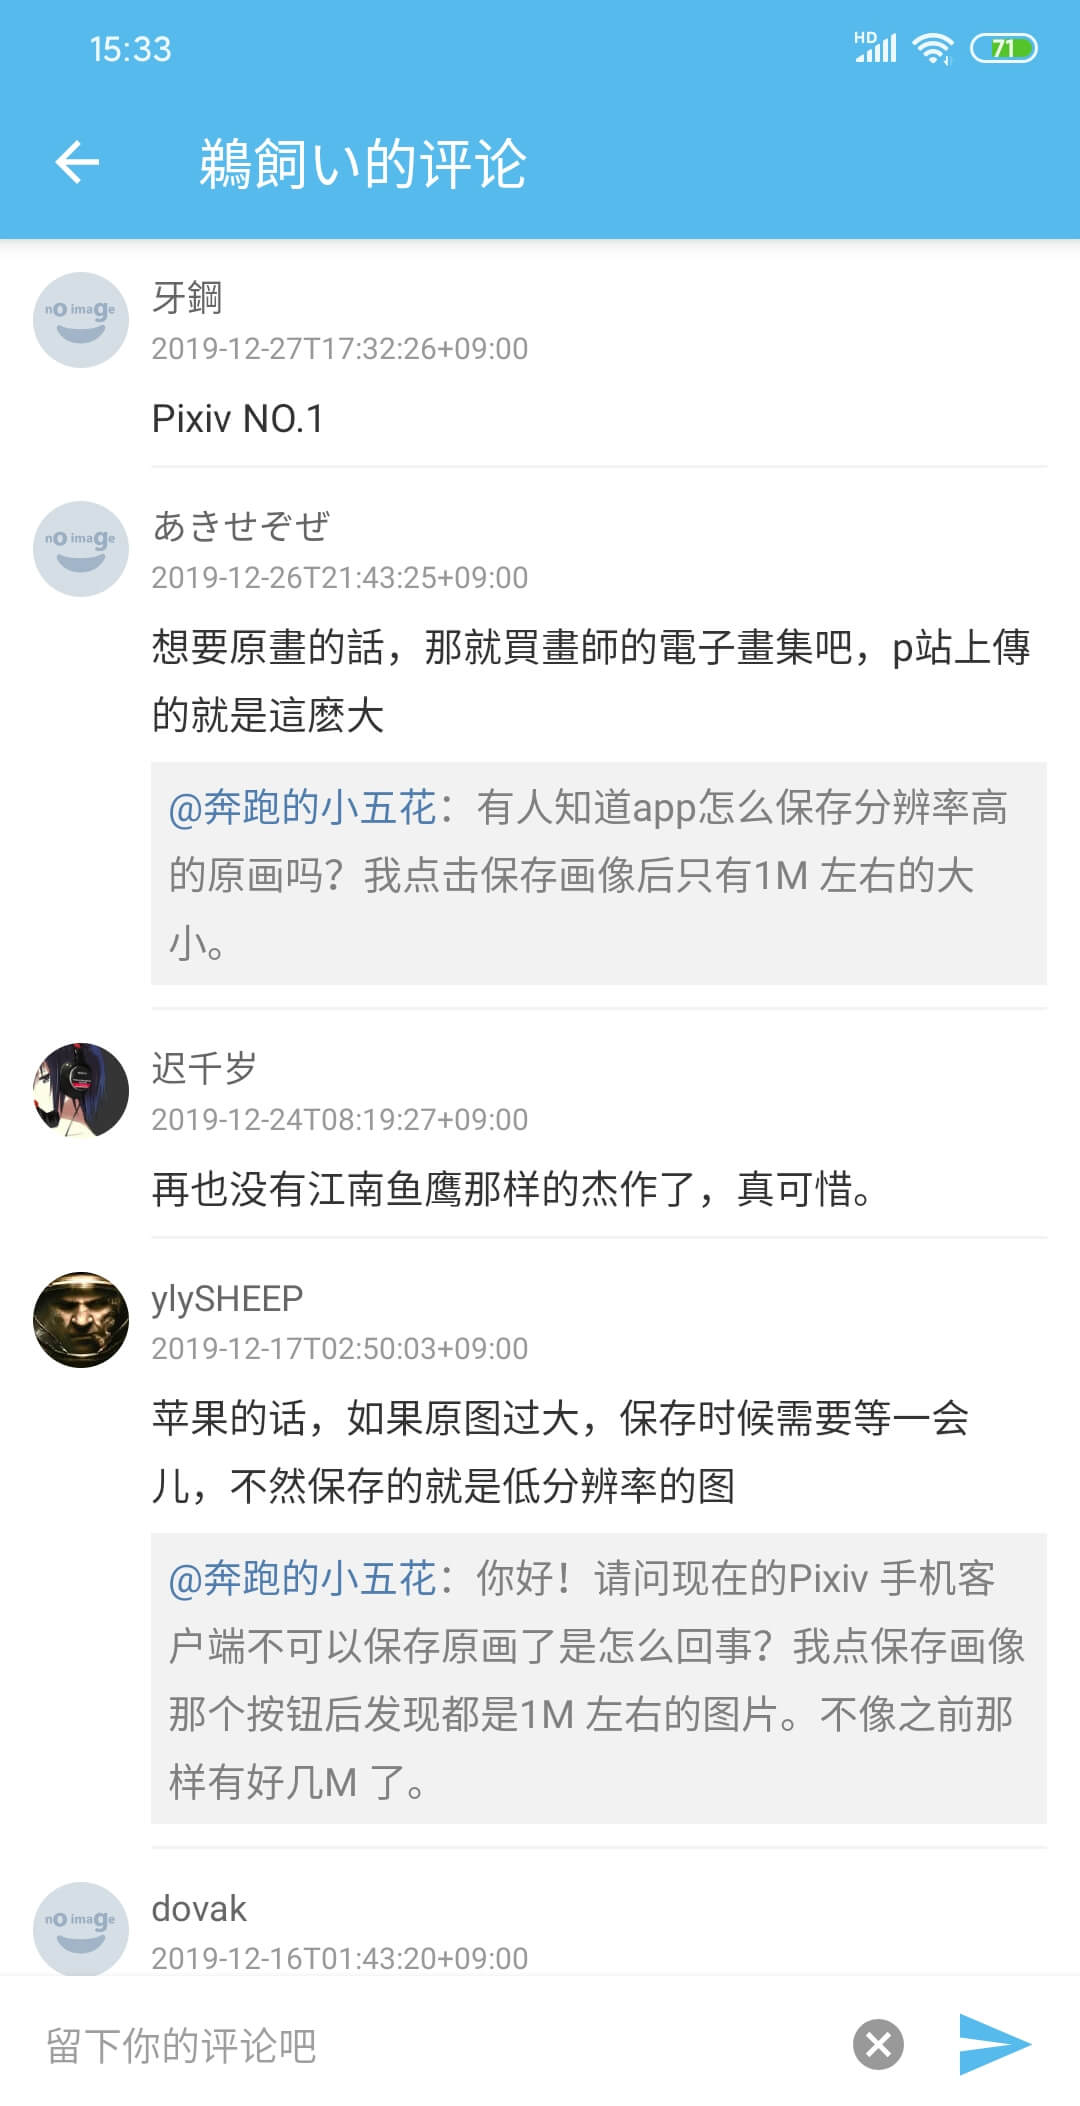 15:33
HD
71
鵜飼い的评论
no image
牙鋼
2019-12-27T17:32:26+09:00
Pixiv NO.1
no image
あきせぞぜ
2019-12-26T21:43:25+09:00
想要原畫的話，那就買畫師的電子畫集吧，p站上傳
的就是這麽大
@奔跑的小五花：有人知道app怎么保存分辨率高
的原画吗？我点击保存画像后只有1M 左右的大
小。
迟千岁
2019-12-24T08:19:27+09:00
再也没有江南鱼鹰那样的杰作了，真可惜。
ylySHEEP
2019-12-17T02:50:03+09:00
苹果的话，如果原图过大，保存时候需要等一会
儿，不然保存的就是低分辨率的图
@奔跑的小五花：你好！请问现在的Pixiv 手机客
户端不可以保存原画了是怎么回事？我点保存画像
那个按钮后发现都是1M 左右的图片。不像之前那
样有好几M 了。
no image
dovak
2019-12-16T01:43:20+09:00
留下你的评论吧